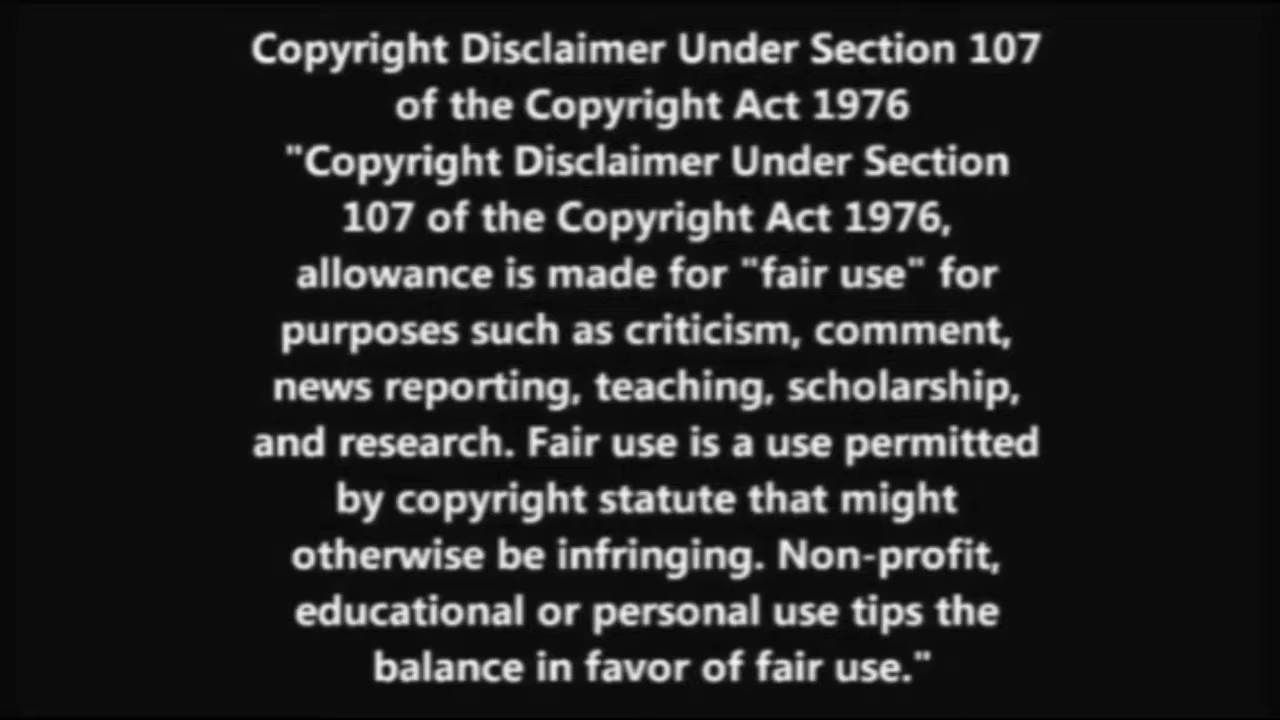 Copyright Disclaimer Under Section 107
of the Copyright Act 1976
"Copyright Disclaimer Under Section
107 of the Copyright Act 1976,
allowance is made for "fair use" for
purposes such as criticism, comment,
news reporting, teaching, scholarship,
and research. Fair use is a use permitted
by copyright statute that might
otherwise be infringing. Non-profit,
educational or personal use tips the
balance in favor of fair use."